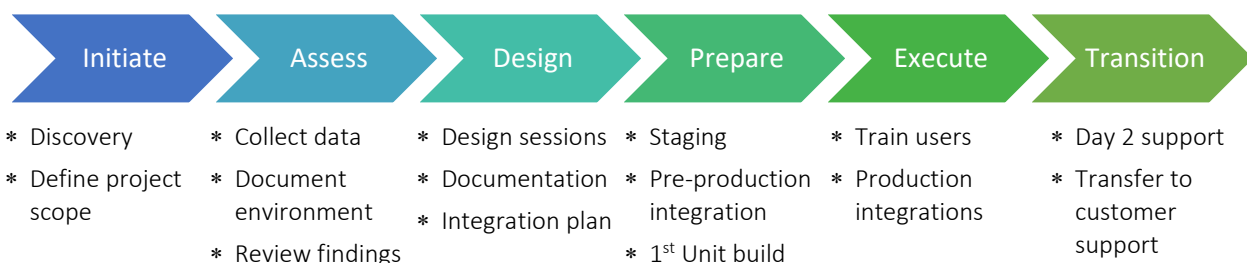 Initiate
Assess
Design
Prepare
Execute
Transition
* Discovery
* Define project
scope
* Collect data
* Document
environment
* Review findings
* Design sessions
* Documentation
* Integration plan
* Staging
* Pre-production
integration
* 1st Unit build
* Train users
* Production
integrations
* Day 2 support
* Transfer to
customer
support